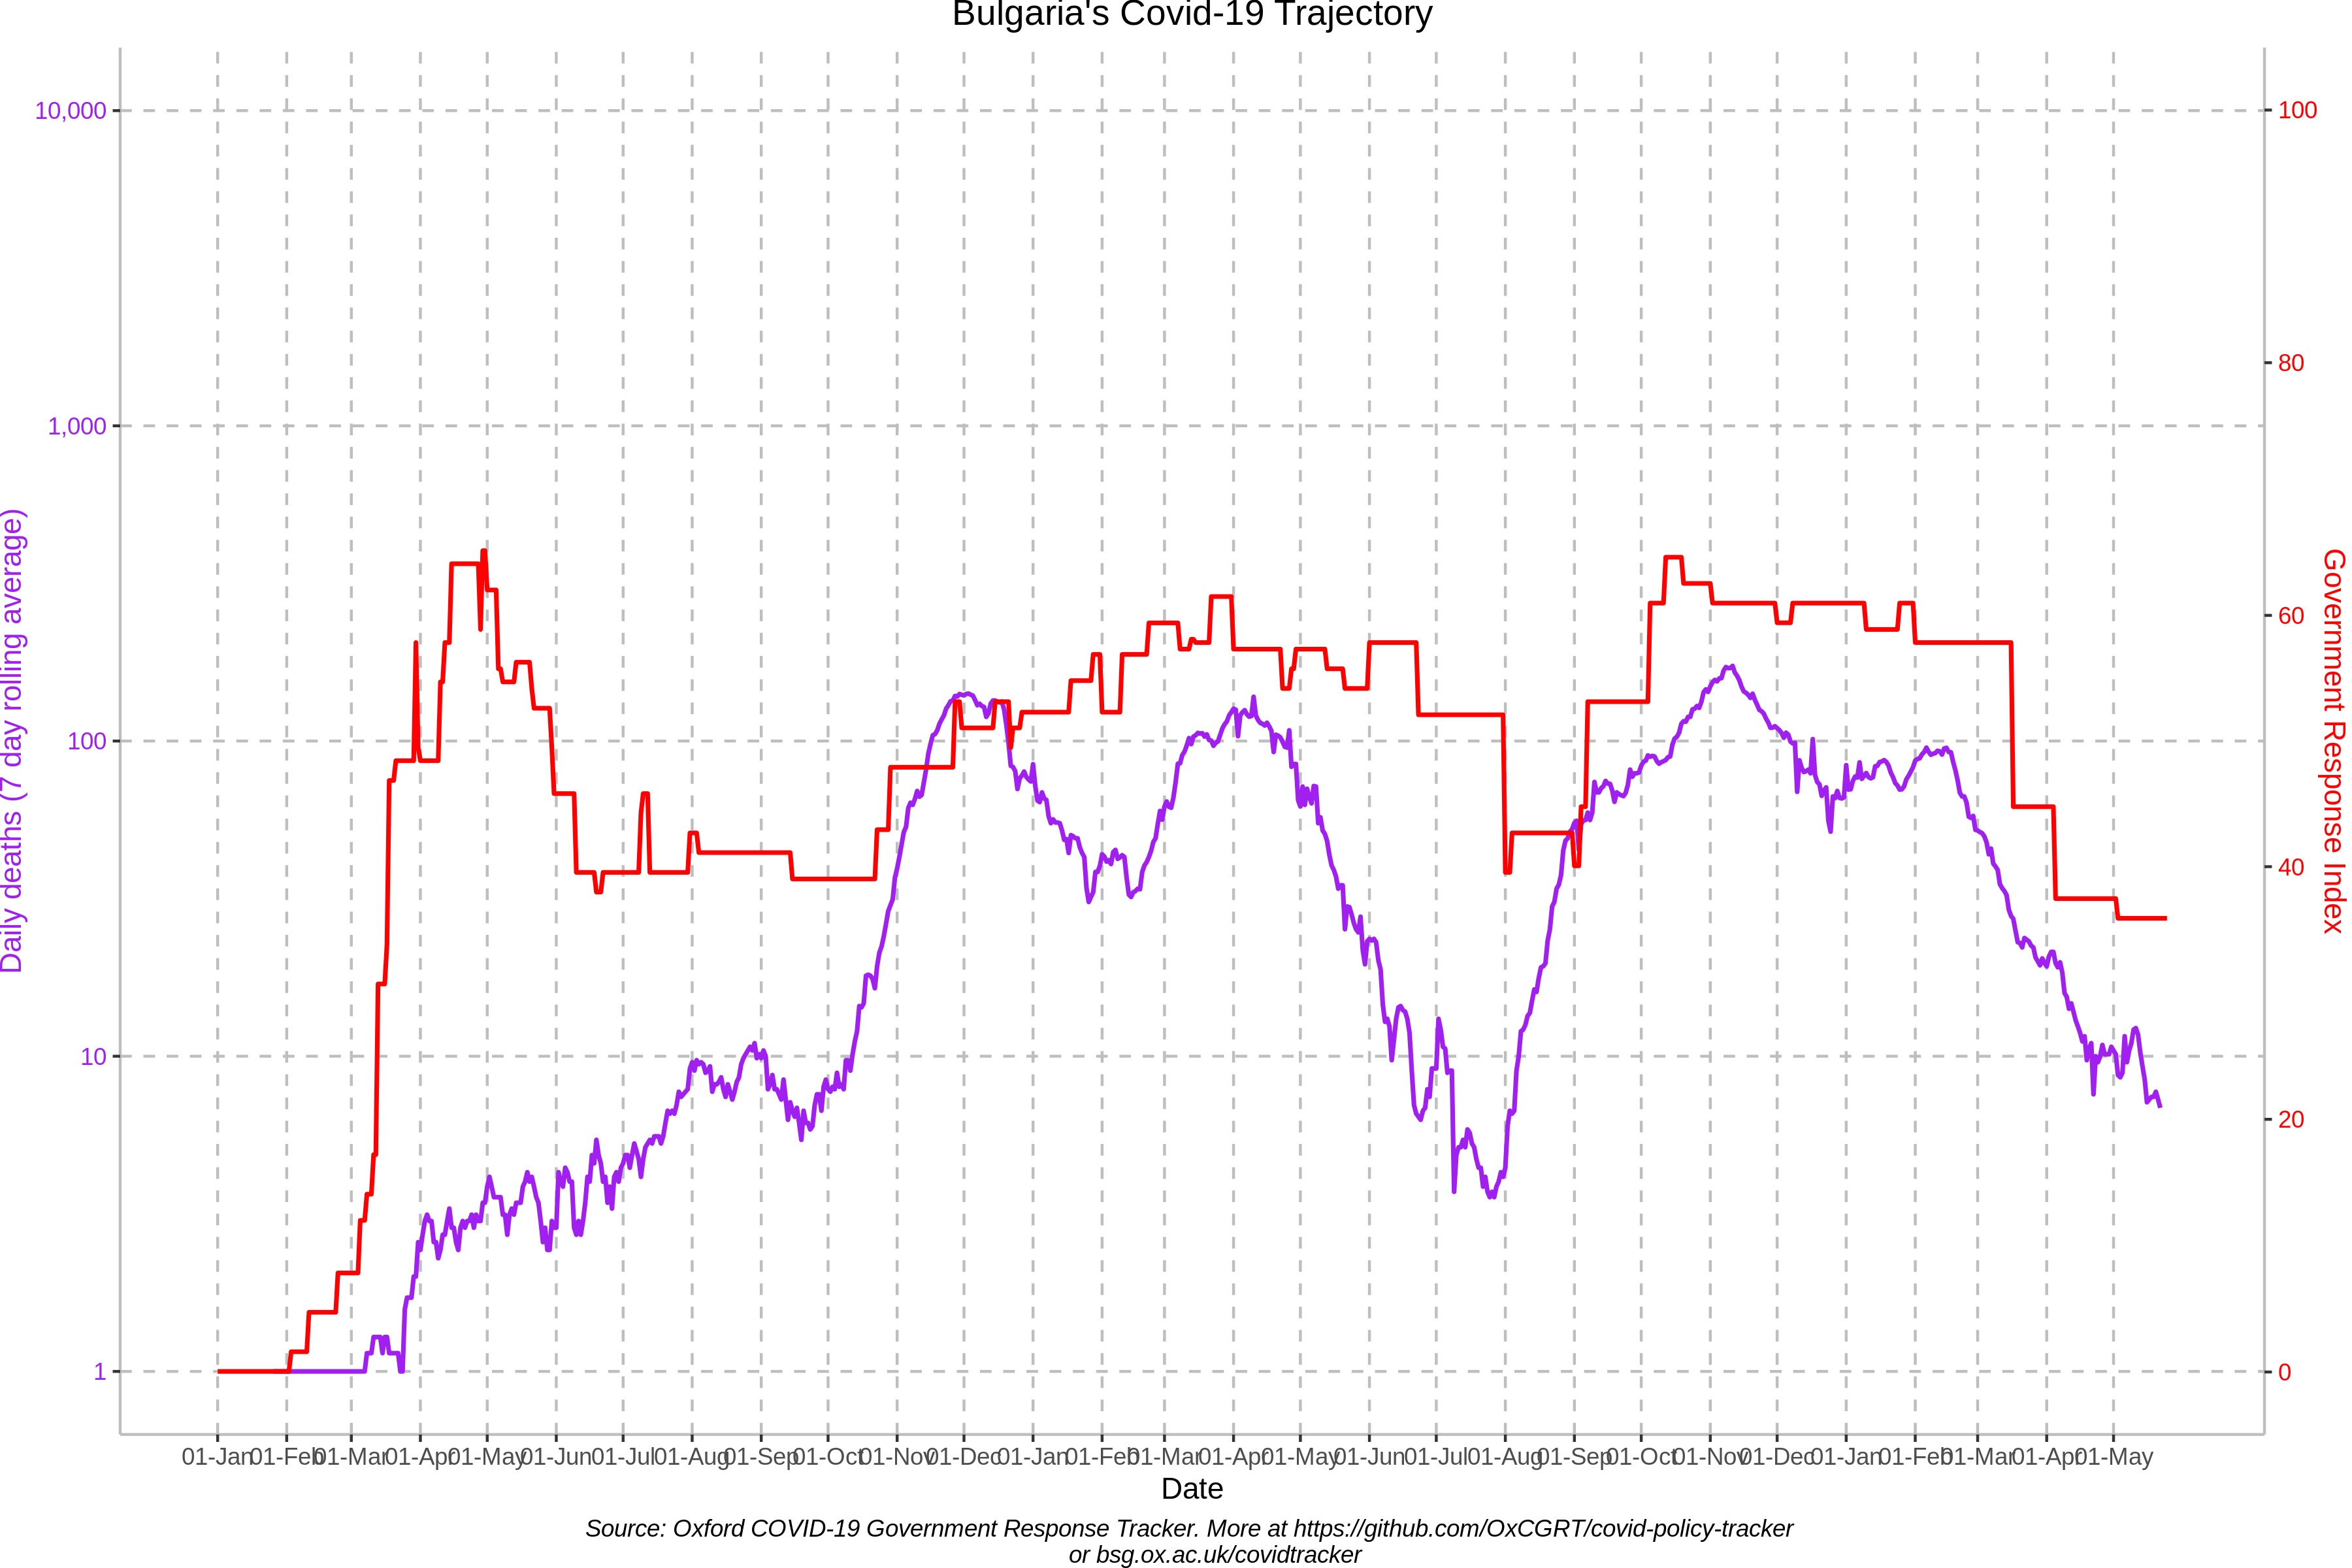 Bulgaria's Covid-19 Trajectory
10,000
1,000
100
10
1
Daily deaths (7 day rolling average)
100
80
60
40
20
0
Government Response Index
01-Jan 01-Feb 01-Mar 01-Apr 01-May 01-Jun 01-Jul 01-Aug 01-Sep 01-Oct 01-Nov 01-Dec 01-Jan 01-Feb 01-Mar 01-Apr 01-May 01-Jun 01-Jul 01-Aug 01-Sep 01-Oct 01-Nov 01-Dec 01-Jan 01-Feb 01-Mar 01-Apr 01-May
Date
Source: Oxford COVID-19 Government Response Tracker. More at https://github.com/OxCGRT/covid-policy-tracker
or bsg.ox.ac.uk/covidtracker